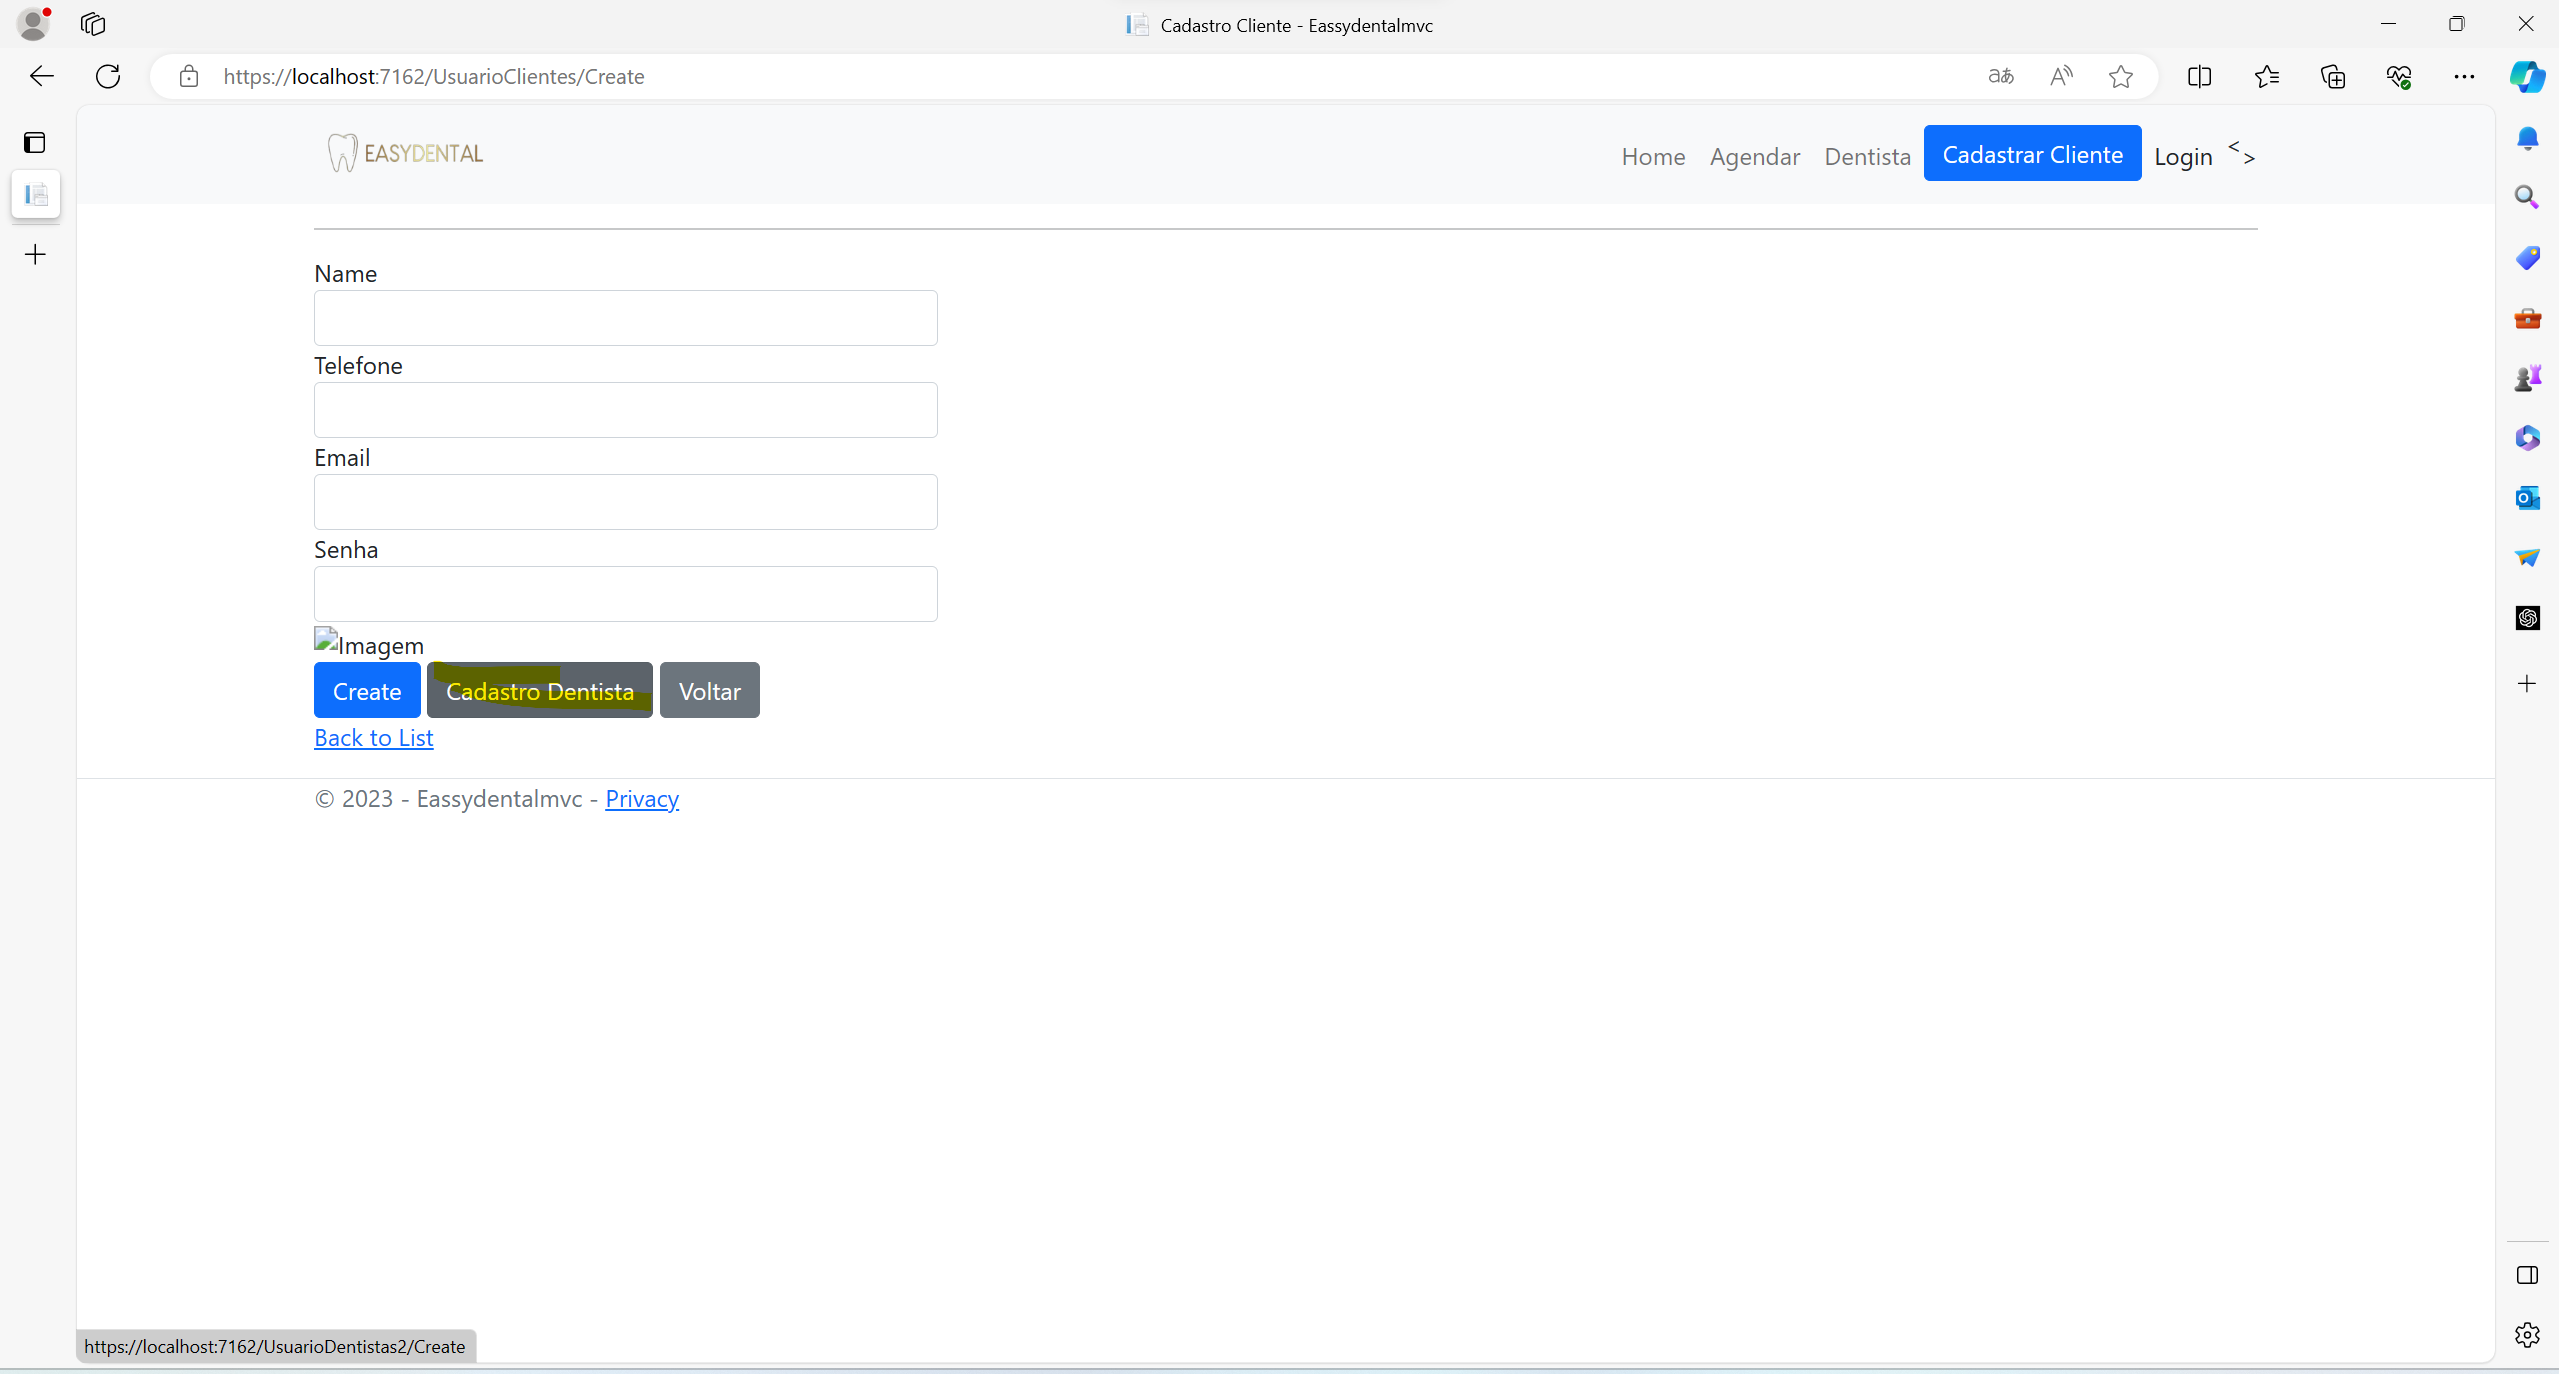 Cadastro Cliente - Eassydentalmvc
https://localhost:7162/UsuarioClientes/Create
EASYDENTAL
Home Agendar Dentista Cadastrar Cliente Login < >
Name
Telefone
Email
Senha
Imagem
Create Cadastro Dentista Voltar
Back to List
© 2023 - Eassydentalmvc - Privacy
https://localhost:7162/UsuarioDentistas2/Create